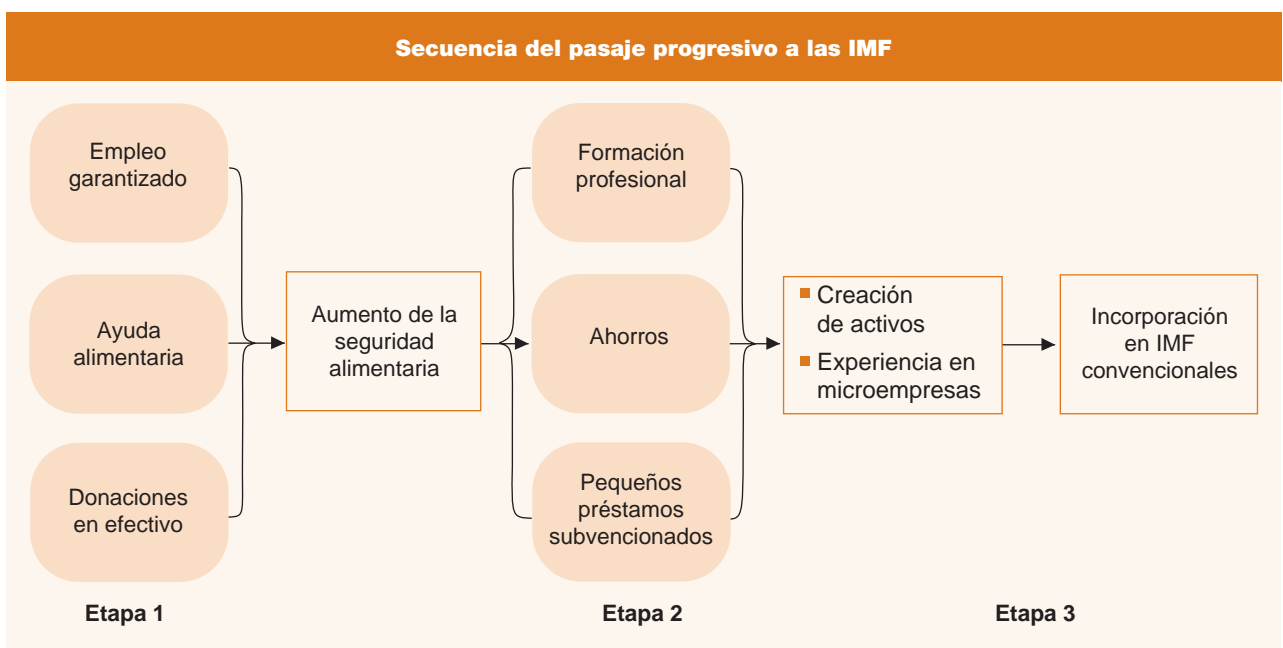 Secuencia del pasaje progresivo a las IMF
Empleo
garantizado
Ayuda
alimentaria
Donaciones
en efectivo
Etapa 1
Aumento de la
seguridad
alimentaria
Formación
profesional
Ahorros
Pequeños
préstamos
subvencionados
Etapa 2
Creación
de activos
Experiencia en
microempresas
Incorporación
en IMF
convencionales
Etapa 3